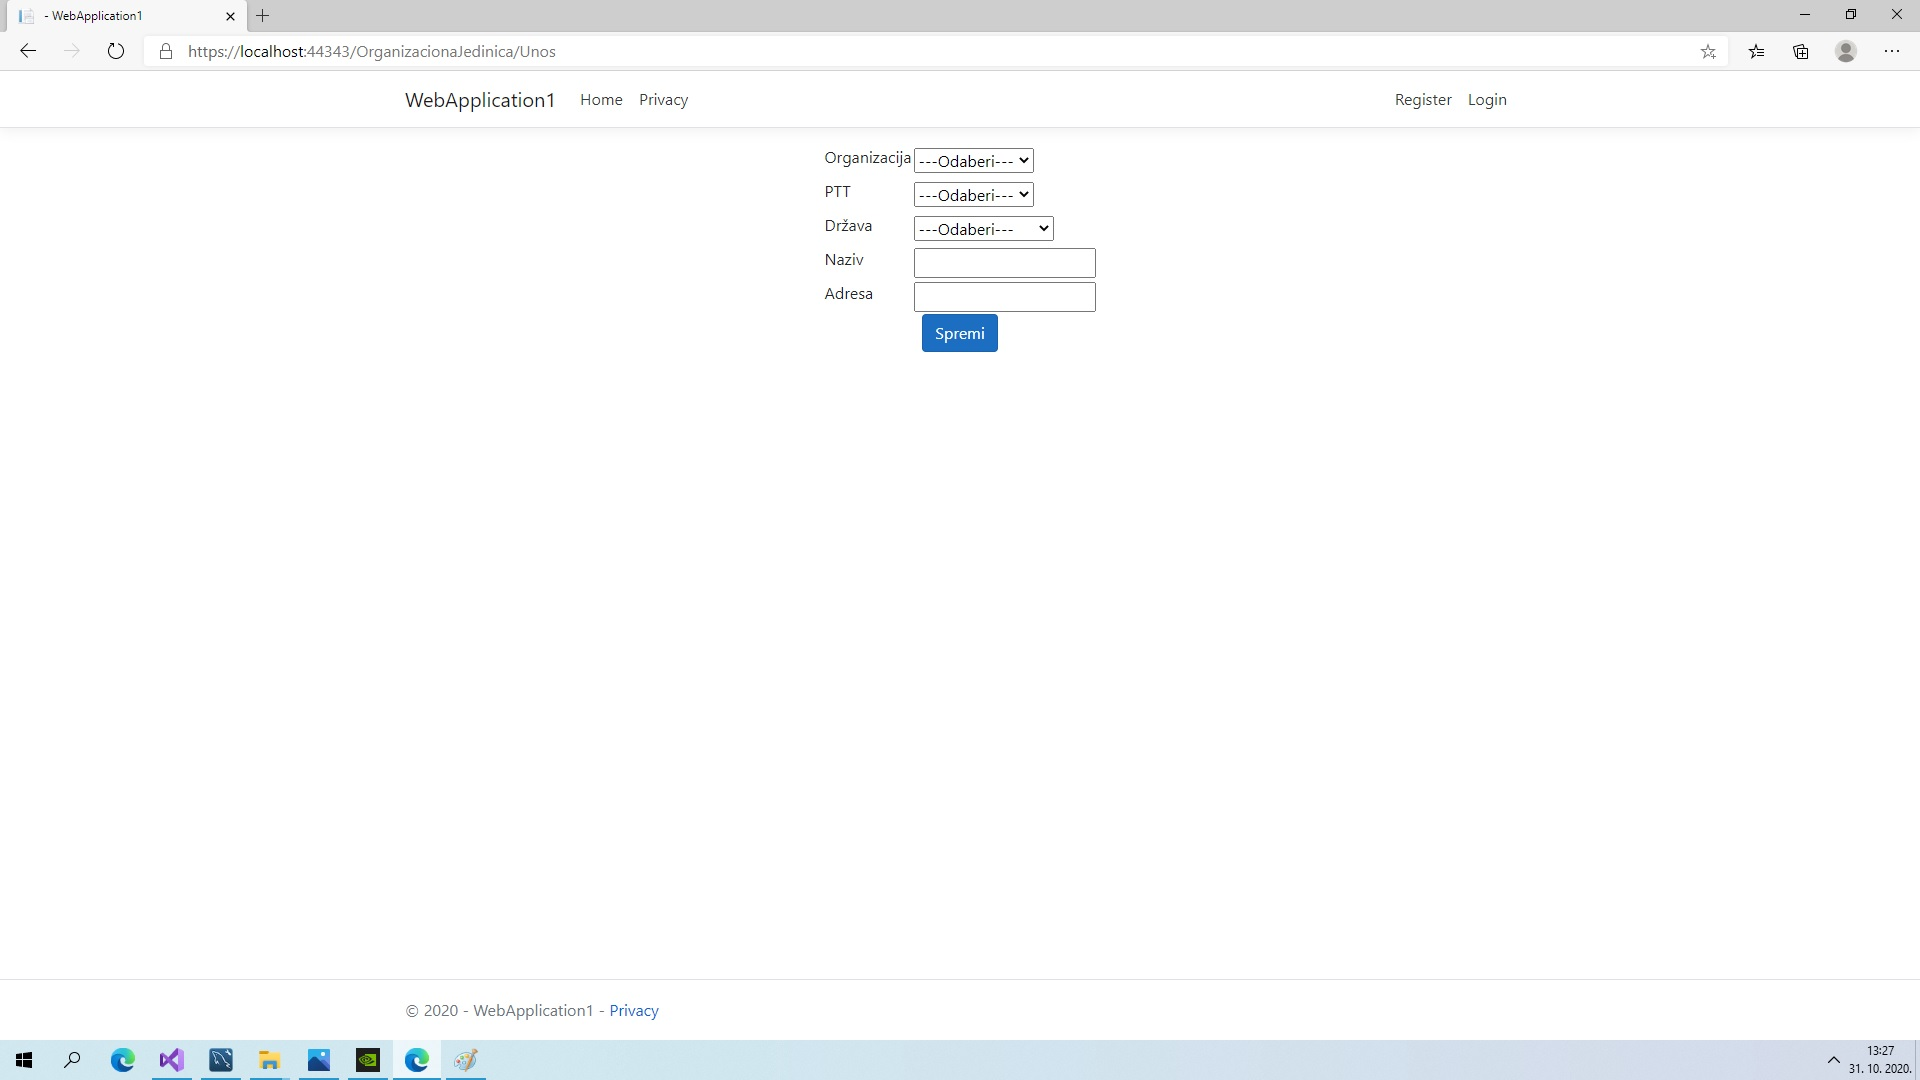 - WebApplication1
https://localhost:44343/OrganizacionaJedinica/Unos
WebApplication1 Home Privacy Register Login
Organizacija ---Odaberi---
PTT ---Odaberi---
Država ---Odaberi---
Naziv
Adresa
Spremi
© 2020 - WebApplication1 - Privacy
13:27
31. 10. 2020.